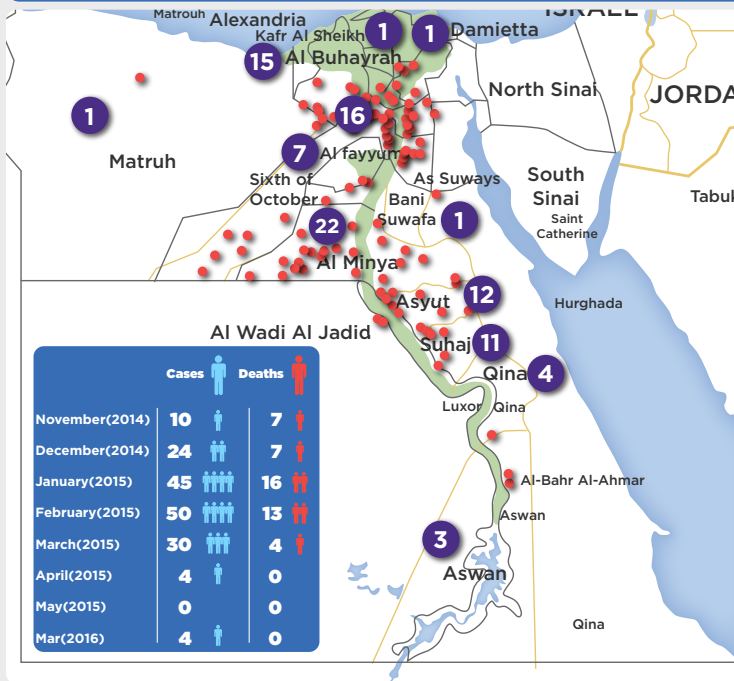 ISRAEL
Matrouh
Alexandria
Kafr Al Sheikh
1
1
Damietta
15
Al Buhayrah
North Sinai
JORDA
1
16
Matruh
7
Al fayyum
Sixth of
October
As Suways
South
Sinai
Bani
Suwafa
Tabuk
22
1
Saint
Catherine
Al Minya
Asyut
12
Hurghada
Al Wadi Al Jadid
Suhaj
11
Qina
4
Luxor
Qina
Cases Deaths
November(2014) 10 7
December(2014) 24 7
January(2015) 45 16
February(2015) 50 13
March(2015) 30 4
April(2015) 4 0
May(2015) 0 0
Mar(2016) 4 0
Al-Bahr Al-Ahmar
Aswan
3
Aswan
Qina